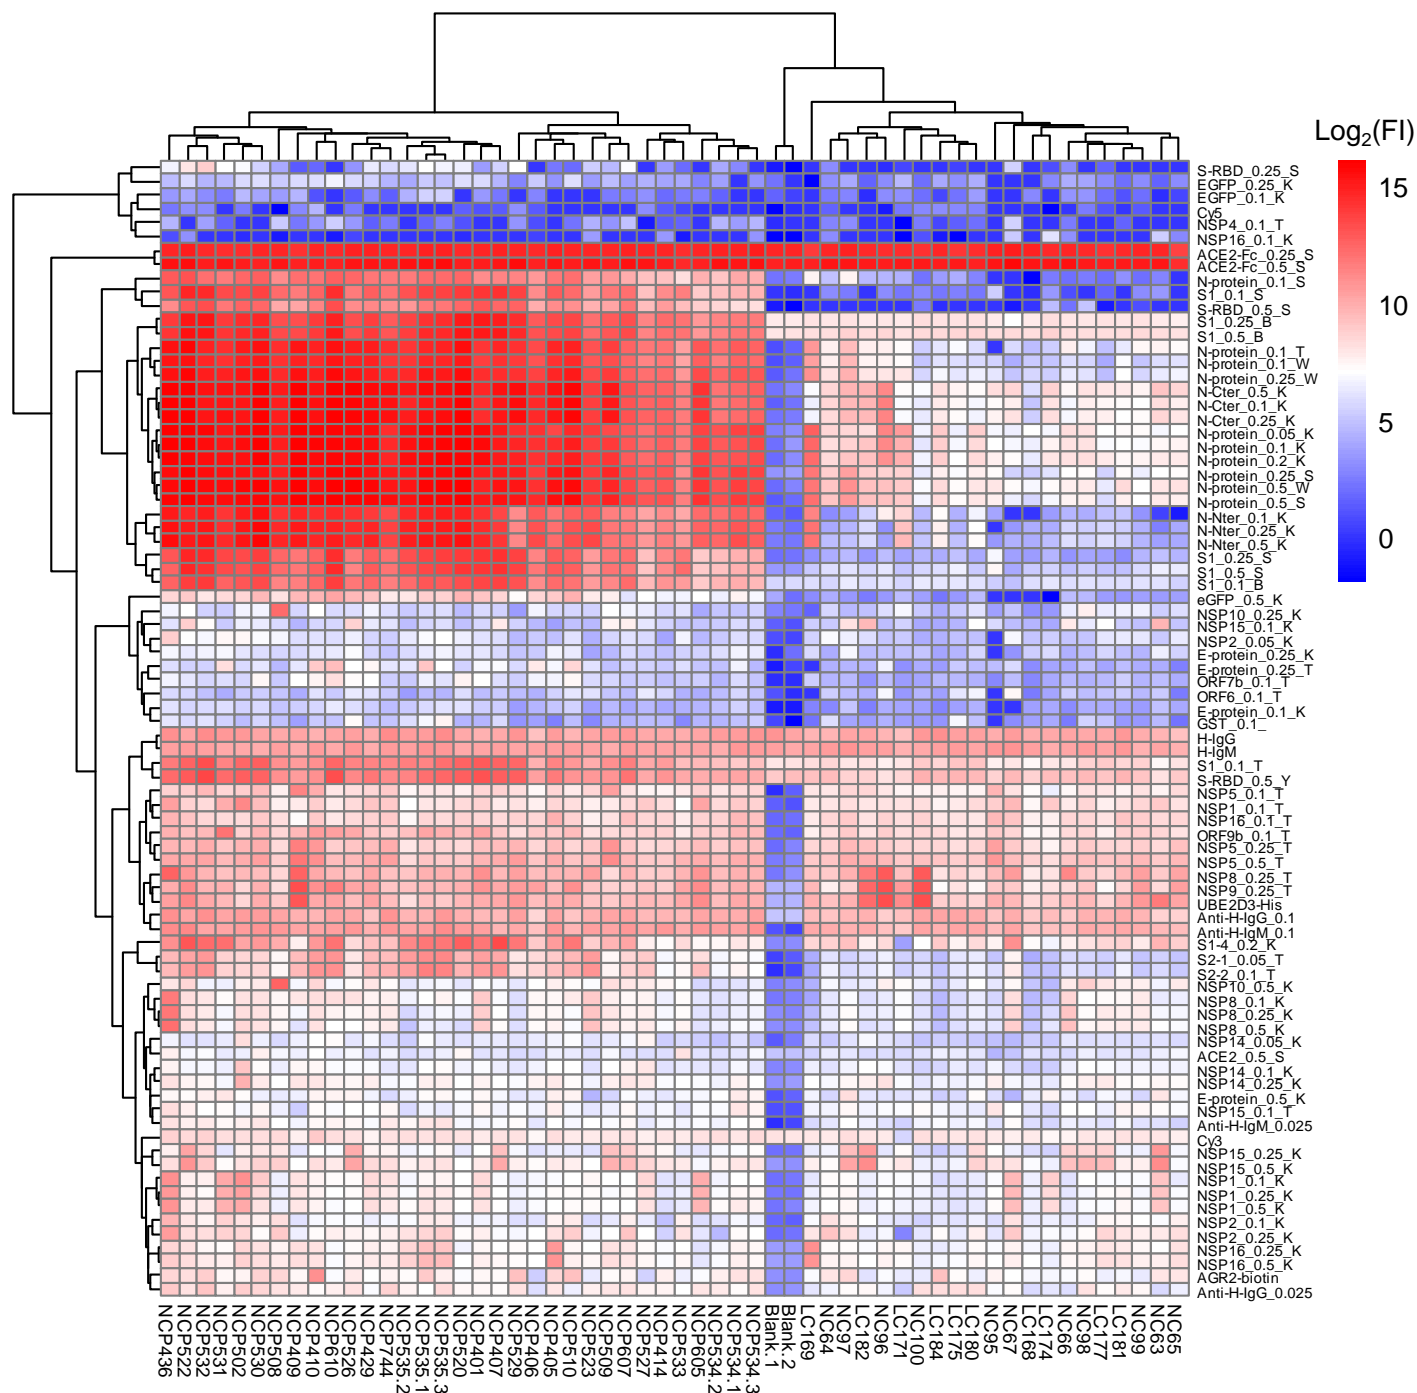 Log2(FI)
15
10
5
0
S-RBD_0.25_S
EGFP_0.25_K
EGFP_0.1_K
Cy5
NSP4_0.1_T
NSP16_0.1_K
ACE2-Fc_0.25_S
ACE2-Fc_0.5_S
N-protein_0.1_S
S1_0.1_S
S-RBD_0.5_S
S1_0.25_B
S1_0.5_B
N-protein_0.1_T
N-protein_0.1_W
N-protein_0.25_W
N-Cter_0.5_K
N-Cter_0.1_K
N-Cter_0.25_K
N-protein_0.05_K
N-protein_0.1_K
N-protein_0.2_K
N-protein_0.25_S
N-protein_0.5_W
N-protein_0.5_S
N-Nter_0.1_K
N-Nter_0.25_K
N-Nter_0.5_K
S1_0.25_S
S1_0.5_S
S1_0.1_B
eGFP_0.5_K
NSP10_0.25_K
NSP15_0.1_K
NSP2_0.05_K
E-protein_0.25_K
E-protein_0.25_T
ORF7b_0.1_T
ORF6_0.1_T
E-protein_0.1_K
GST_0.1_
H-IgG
H-IgM
S1_0.1_T
S-RBD_0.5_Y
NSP5_0.1_T
NSP1_0.1_T
NSP16_0.1_T
ORF9b_0.1_T
NSP5_0.25_T
NSP5_0.5_T
NSP8_0.25_T
NSP9_0.25_T
UBE2D3-His
Anti-H-IgG_0.1
Anti-H-IgM_0.1
S1-4_0.2_K
S2-1_0.05_T
S2-2_0.1_T
NSP10_0.5_K
NSP8_0.1_K
NSP8_0.25_K
NSP8_0.5_K
NSP14_0.05_K
ACE2_0.5_S
NSP14_0.1_K
NSP14_0.25_K
E-protein_0.5_K
NSP15_0.1_T
Anti-H-IgM_0.025
Cy3
NSP15_0.25_K
NSP15_0.5_K
NSP1_0.1_K
NSP1_0.25_K
NSP1_0.5_K
NSP2_0.1_K
NSP2_0.25_K
NSP16_0.25_K
NSP16_0.5_K
AGR2-biotin
Anti-H-IgG_0.025
NCP436
NCP522
NCP532
NCP531
NCP502
NCP530
NCP508
NCP409
NCP410
NCP610
NCP526
NCP429
NCP744
NCP535.2
NCP535.1
NCP535.3
NCP520
NCP401
NCP407
NCP529
NCP406
NCP405
NCP510
NCP523
NCP509
NCP607
NCP527
NCP414
NCP533
NCP605
NCP534.2
NCP534.1
NCP534.3
Blank.1
Blank.2
LC169
NC64
NC97
LC182
NC96
LC171
NC100
LC184
LC175
LC180
NC95
NC67
LC168
LC174
NC66
NC98
LC177
LC181
NC99
NC63
NC65